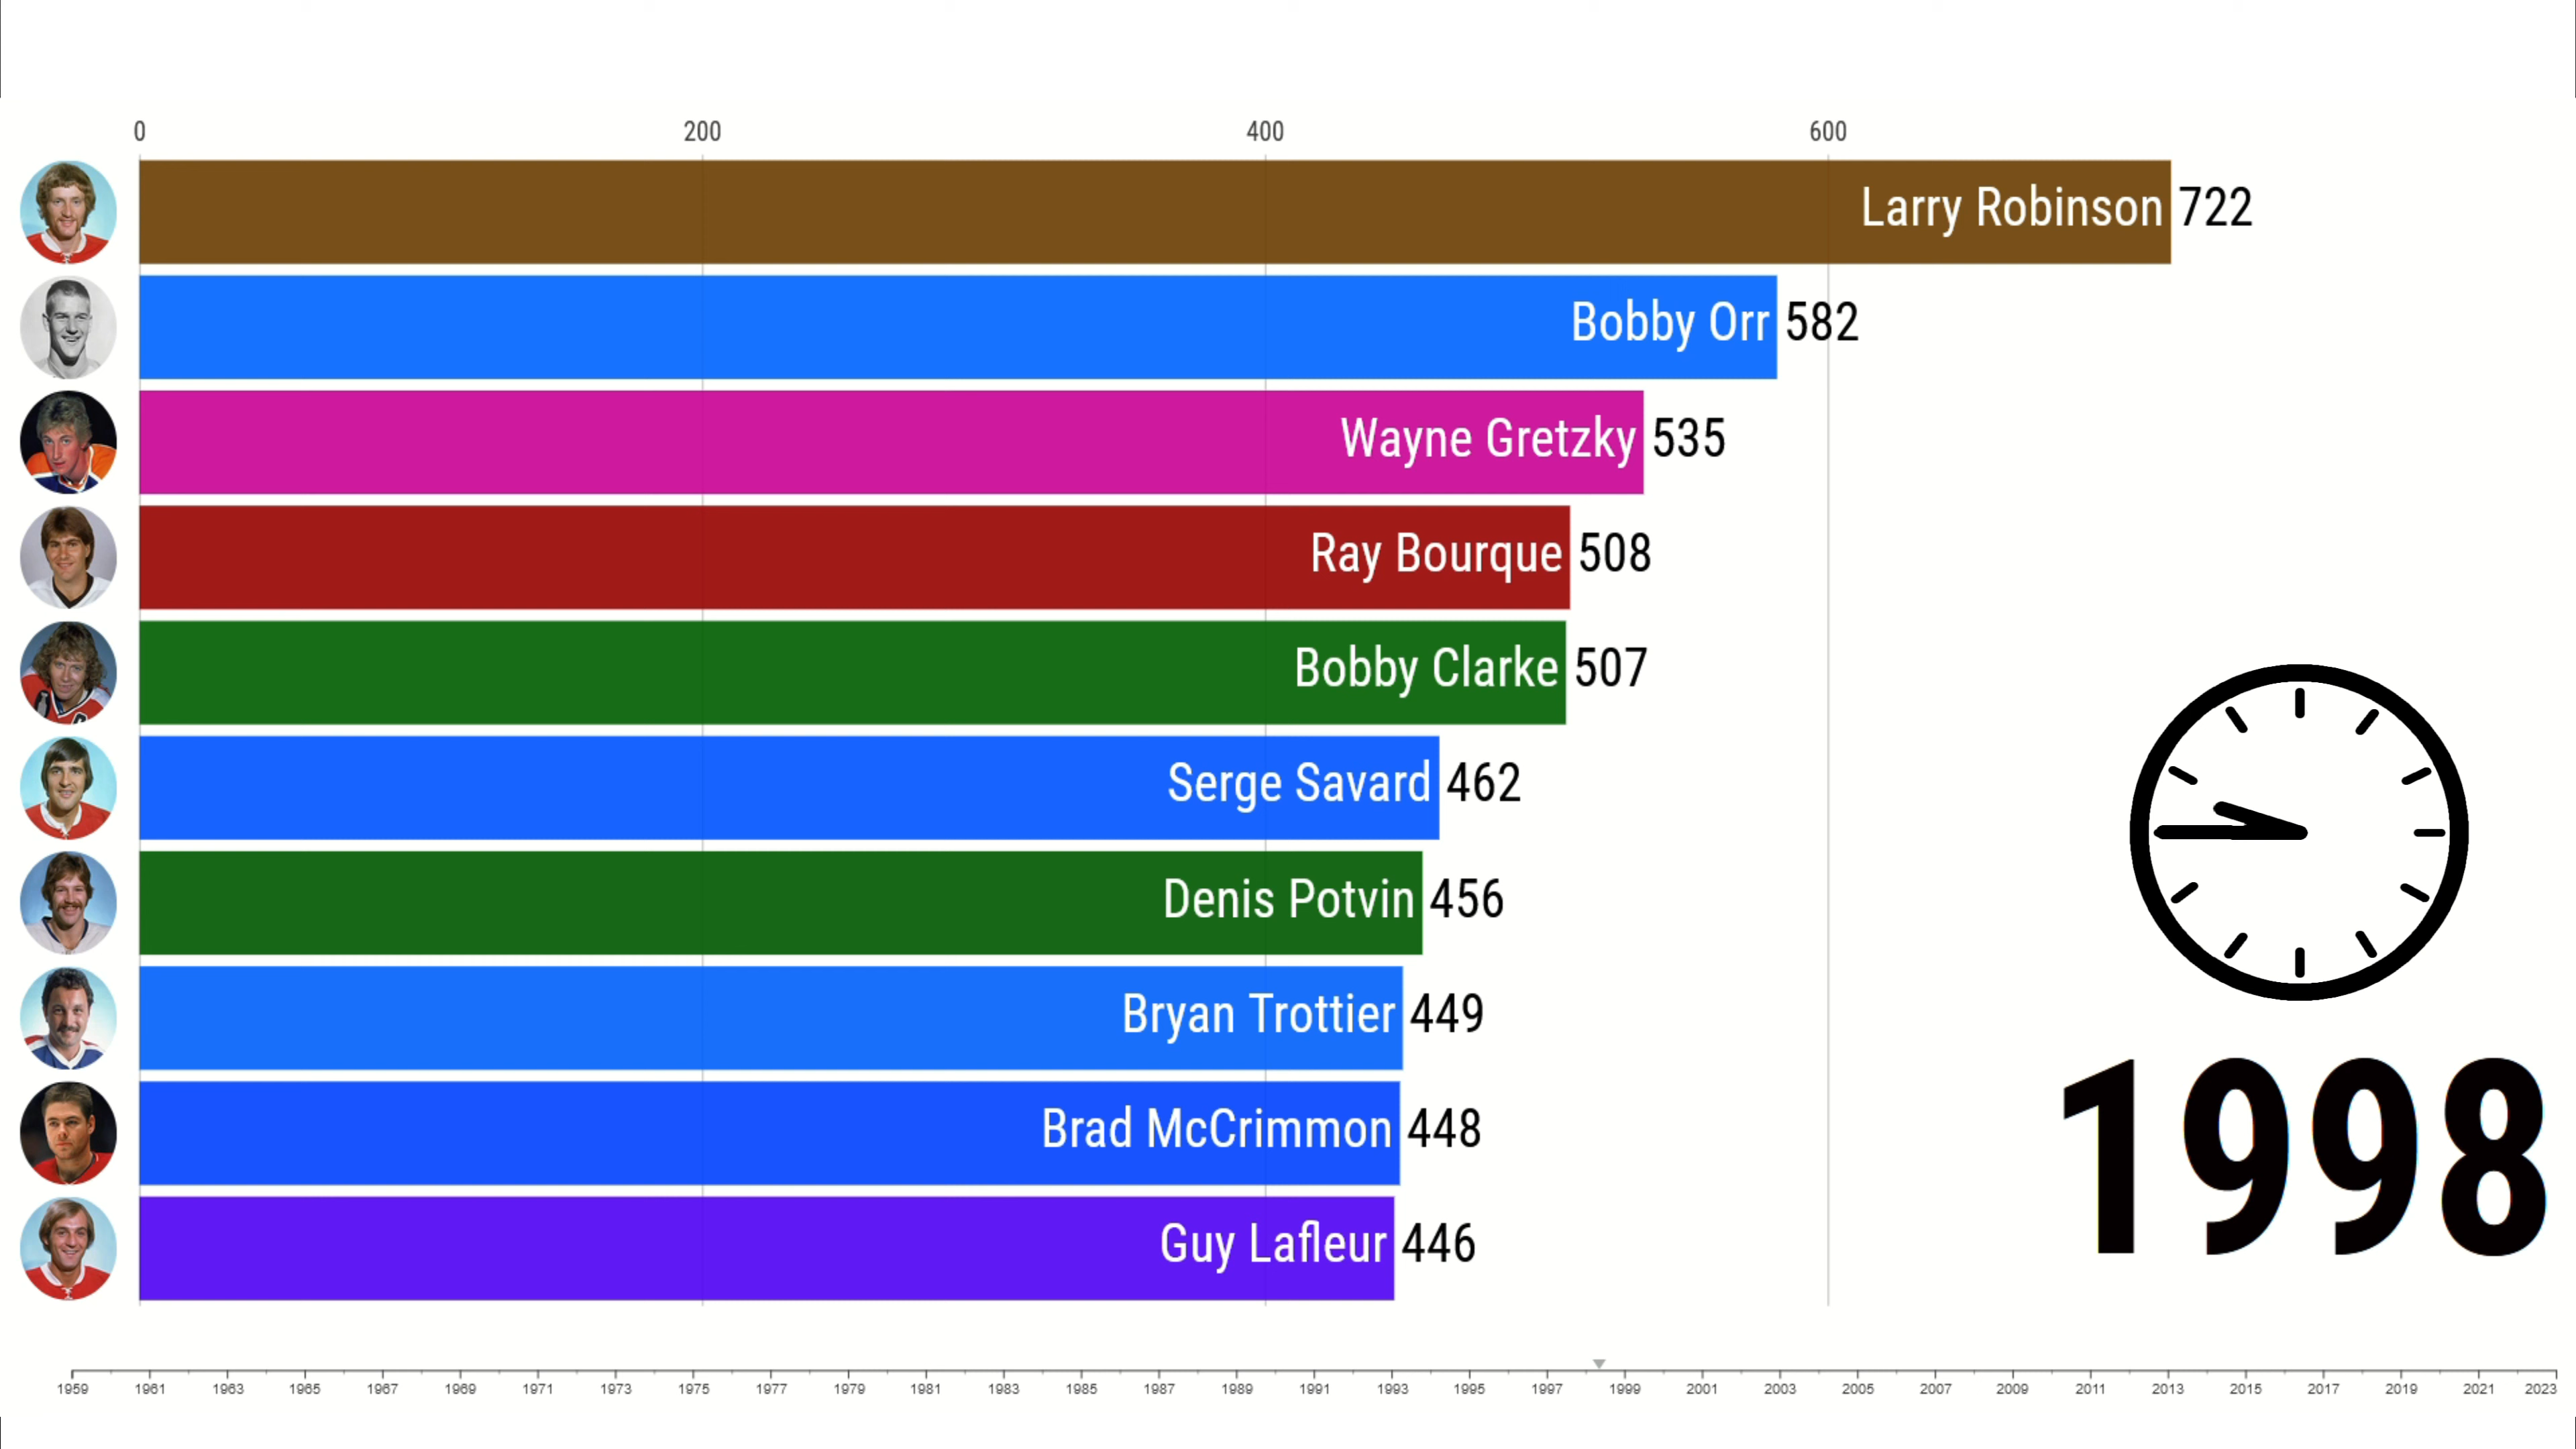 0 200 400 600
Larry Robinson 722
Bobby Orr 582
Wayne Gretzky 535
Ray Bourque 508
Bobby Clarke 507
Serge Savard 462
Denis Potvin 456
Bryan Trottier 449
Brad McCrimmon 448
Guy Lafleur 446
1998
1959 1961 1963 1965 1967 1969 1971 1973 1975 1977 1979 1981 1983 1985 1987 1989 1991 1993 1995 1997 1999 2001 2003 2005 2007 2009 2011 2013 2015 2017 2019 2021 2023